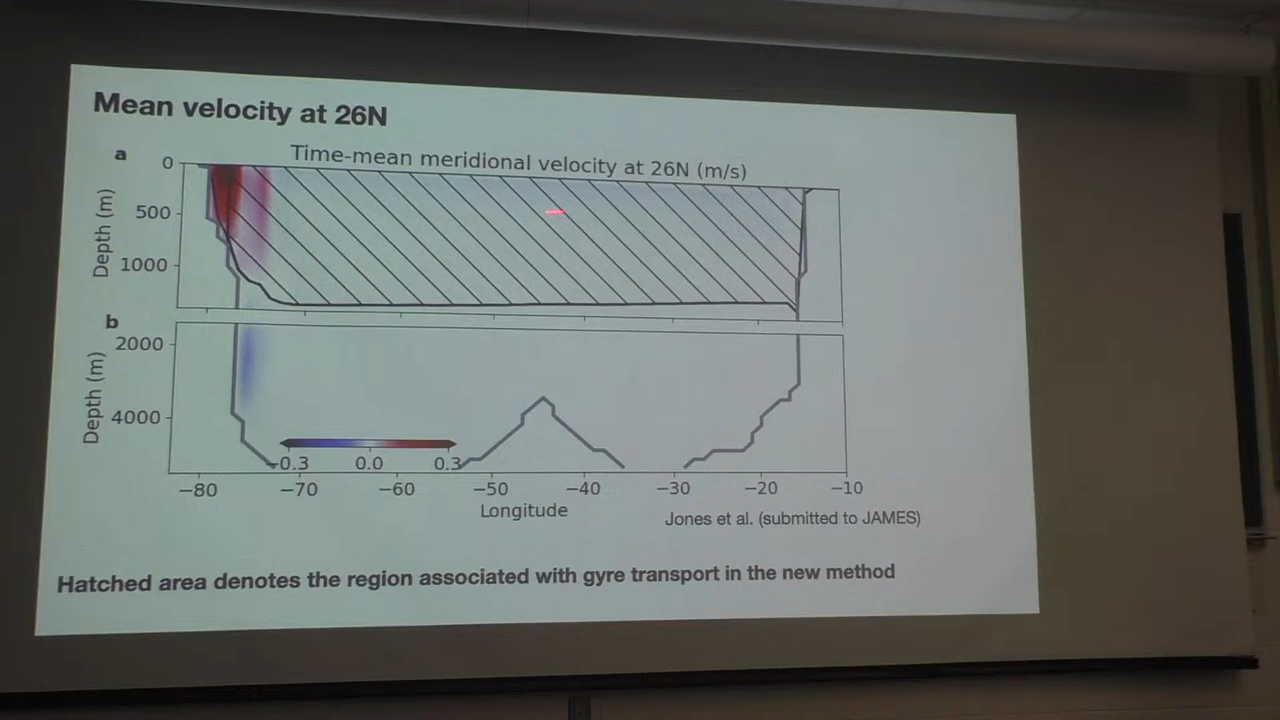 Mean velocity at 26N
a
Time-mean meridional velocity at 26N (m/s)
0
500
1000
Depth (m)
b
2000
4000
Depth (m)
−0.3 0.0 0.3
−80 −70 −60 −50 −40 −30 −20 −10
Longitude
Jones et al. (submitted to JAMES)
Hatched area denotes the region associated with gyre transport in the new method